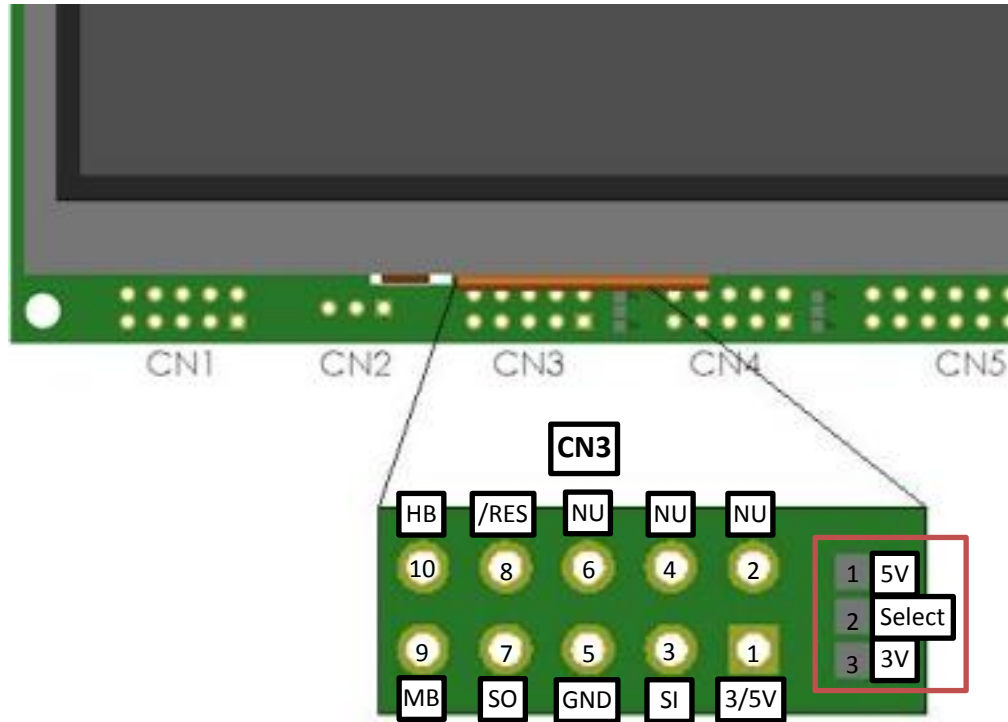 CN1
CN2
CN3
CN4
CN5
CN3
HB /RES NU NU NU
10 8 6 4 2
9 7 5 3 1
MB SO GND SI 3/5V
1 5V
2 Select
3 3V